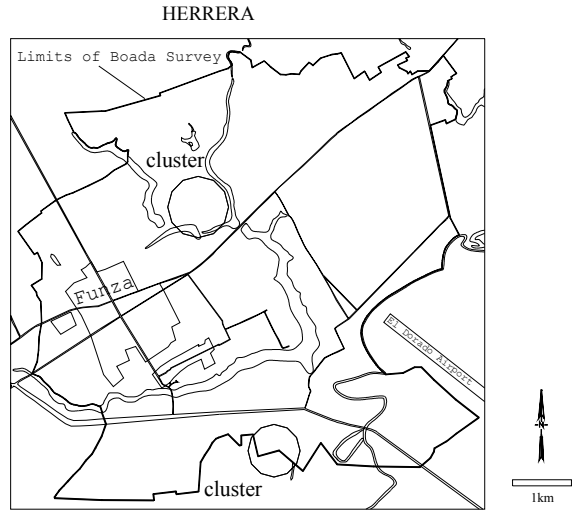 HERRERA
Limits of Boada Survey
cluster
Funza
El Dorado Airport
cluster
N
1km